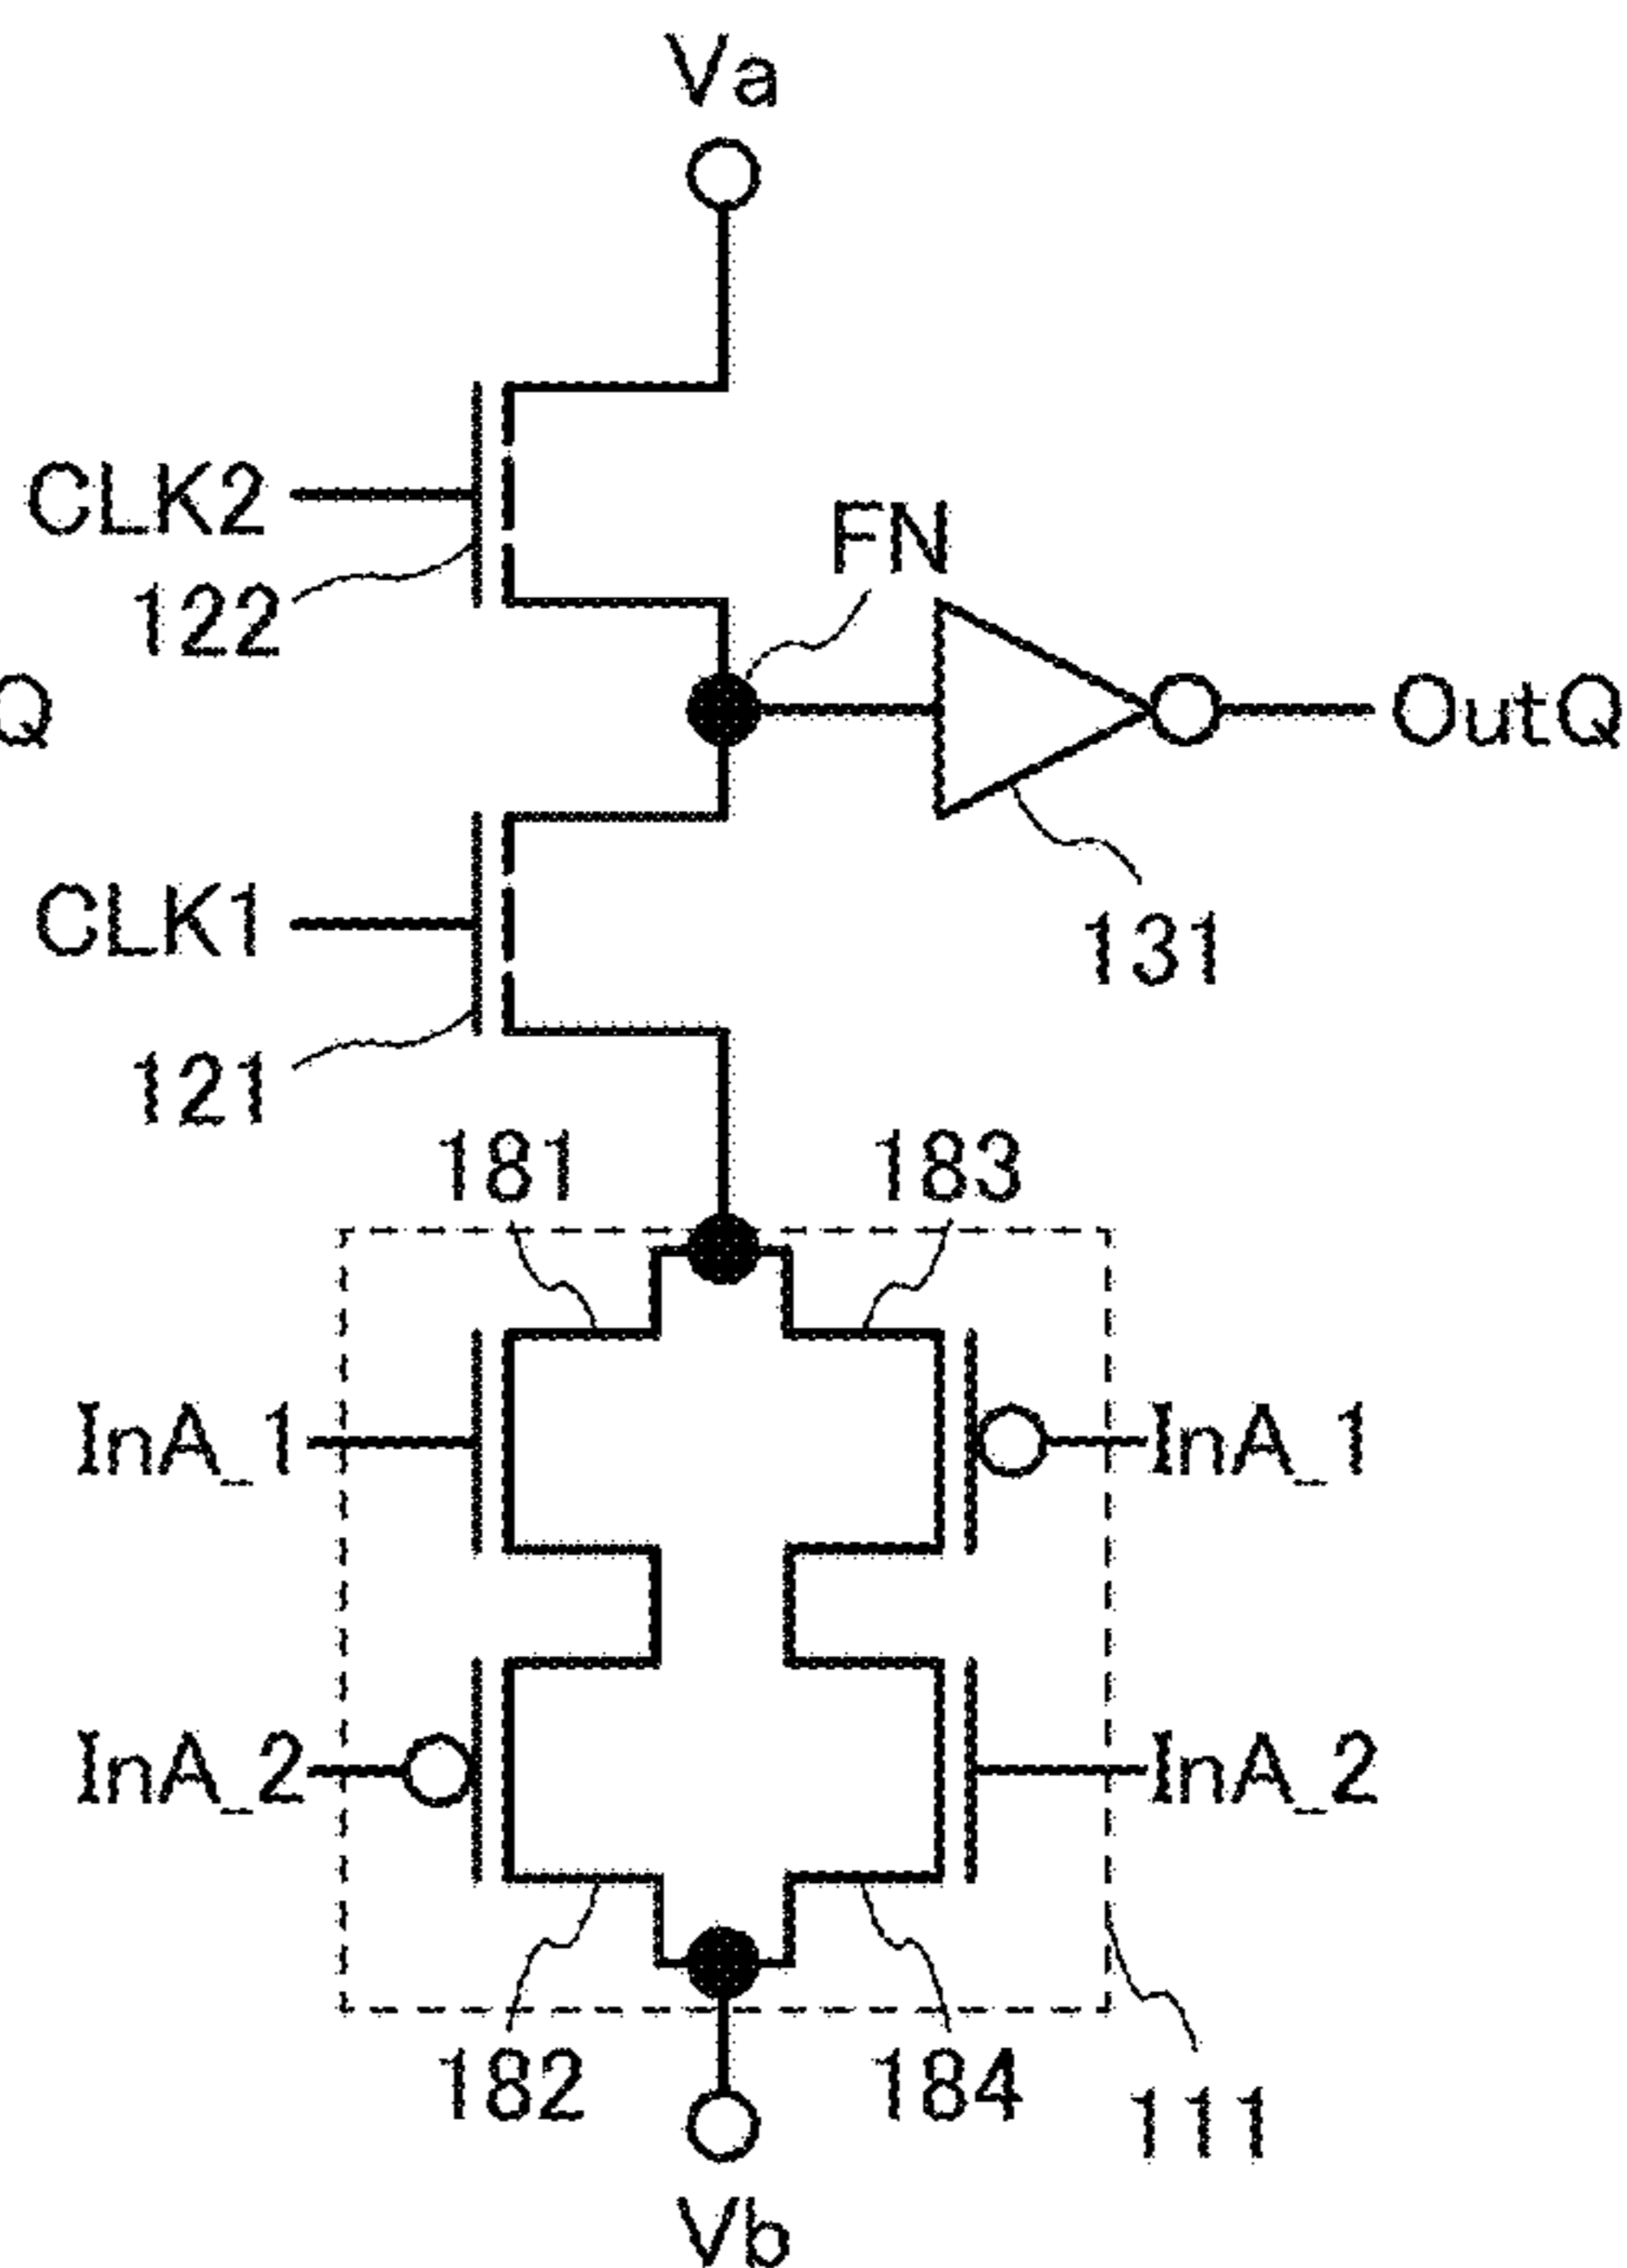 Va
CLK2
FN
122
Q
OutQ
CLK1
131
121
181
183
InA_1
InA_1
InA_2
InA_2
182
184
111
Vb